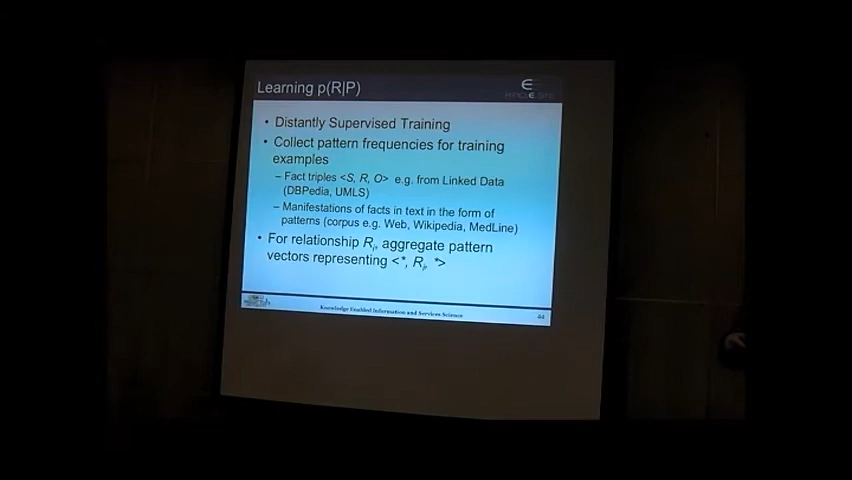 Learning p(R|P)
• Distantly Supervised Training
• Collect pattern frequencies for training
examples
– Fact triples <S, R, O> e.g. from Linked Data
(DBPedia, UMLS)
– Manifestations of facts in text in the form of
patterns (corpus e.g. Web, Wikipedia, MedLine)
• For relationship Ri, aggregate pattern
vectors representing <*, Ri, *>
Knowledge Enabled Information and Services Science
44